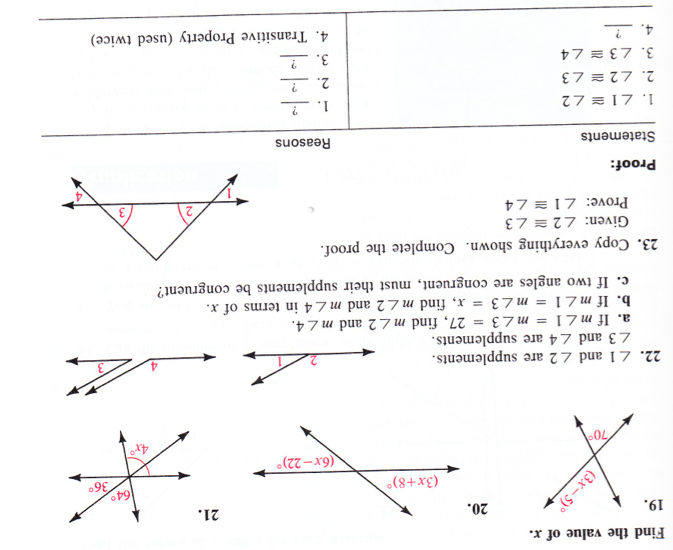 Find the value of x.
19. (3x−5)° 70°
20. (3x+8)° (6x−22)°
21. 64° 36° 4x°
22. ∠1 and ∠2 are supplements.
∠3 and ∠4 are supplements.
2 1 4 3
a. If m∠1 = m∠3 = 27, find m∠2 and m∠4.
b. If m∠1 = m∠3 = x, find m∠2 and m∠4 in terms of x.
c. If two angles are congruent, must their supplements be congruent?
23. Copy everything shown. Complete the proof.
Given: ∠2 ≅ ∠3
Prove: ∠1 ≅ ∠4
1 2 3 4
Proof:
Statements Reasons
1. ∠1 ≅ ∠2 1. ?
2. ∠2 ≅ ∠3 2. ?
3. ∠3 ≅ ∠4 3. ?
4. ? 4. Transitive Property (used twice)